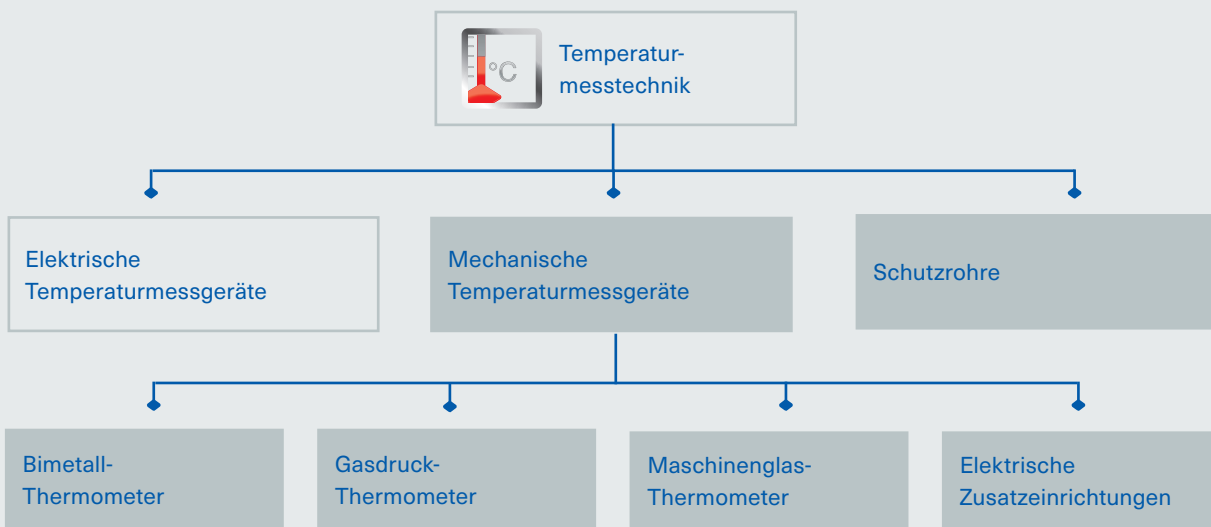 °C
Temperatur-
messtechnik
Elektrische
Temperaturmessgeräte
Mechanische
Temperaturmessgeräte
Schutzrohre
Bimetall-
Thermometer
Gasdruck-
Thermometer
Maschinenglas-
Thermometer
Elektrische
Zusatzeinrichtungen